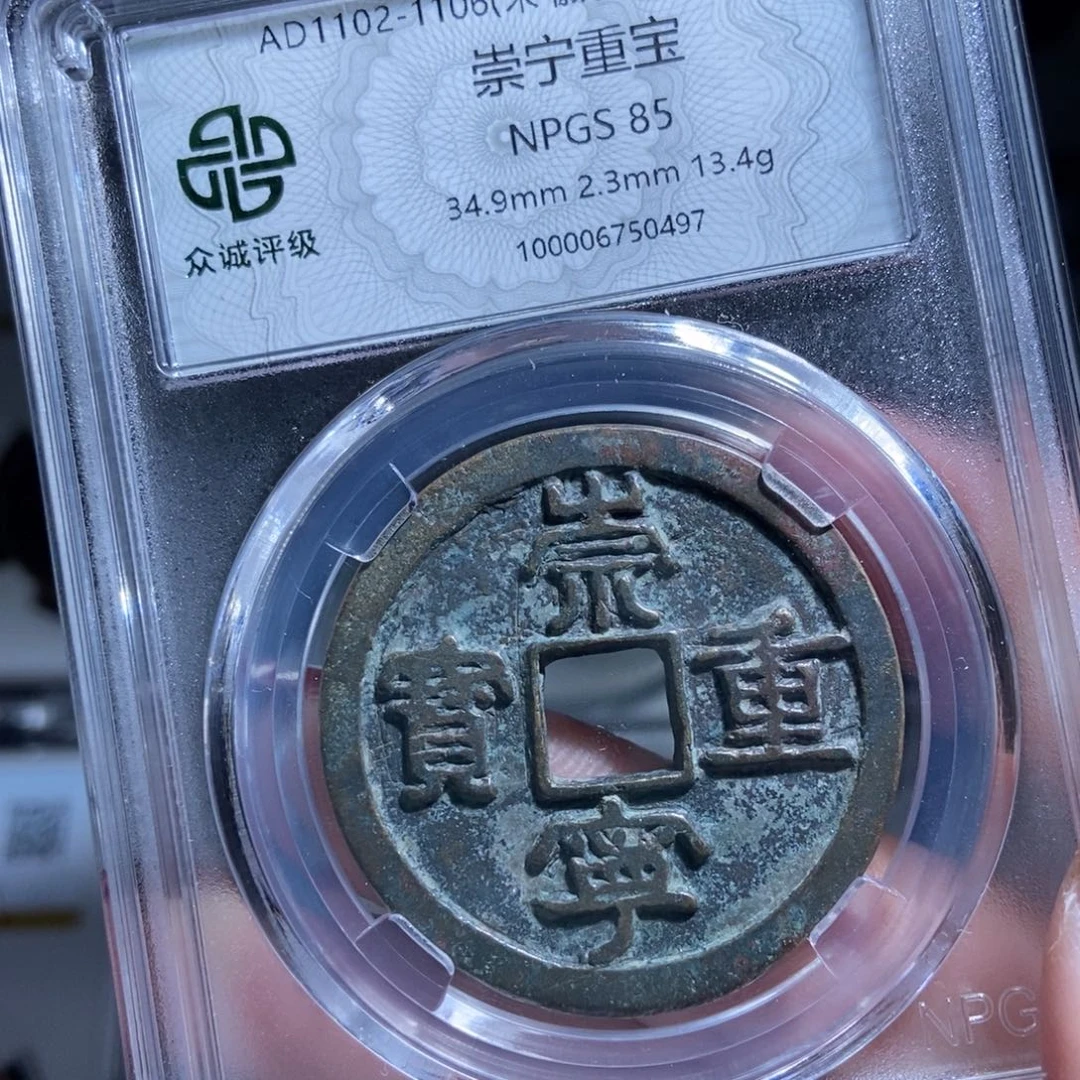 AD1102-1106(
崇宁重宝
NPGS 85
34.9mm 2.3mm 13.4g
100006750497
众诚评级
崇
寶 重
寧
NPG